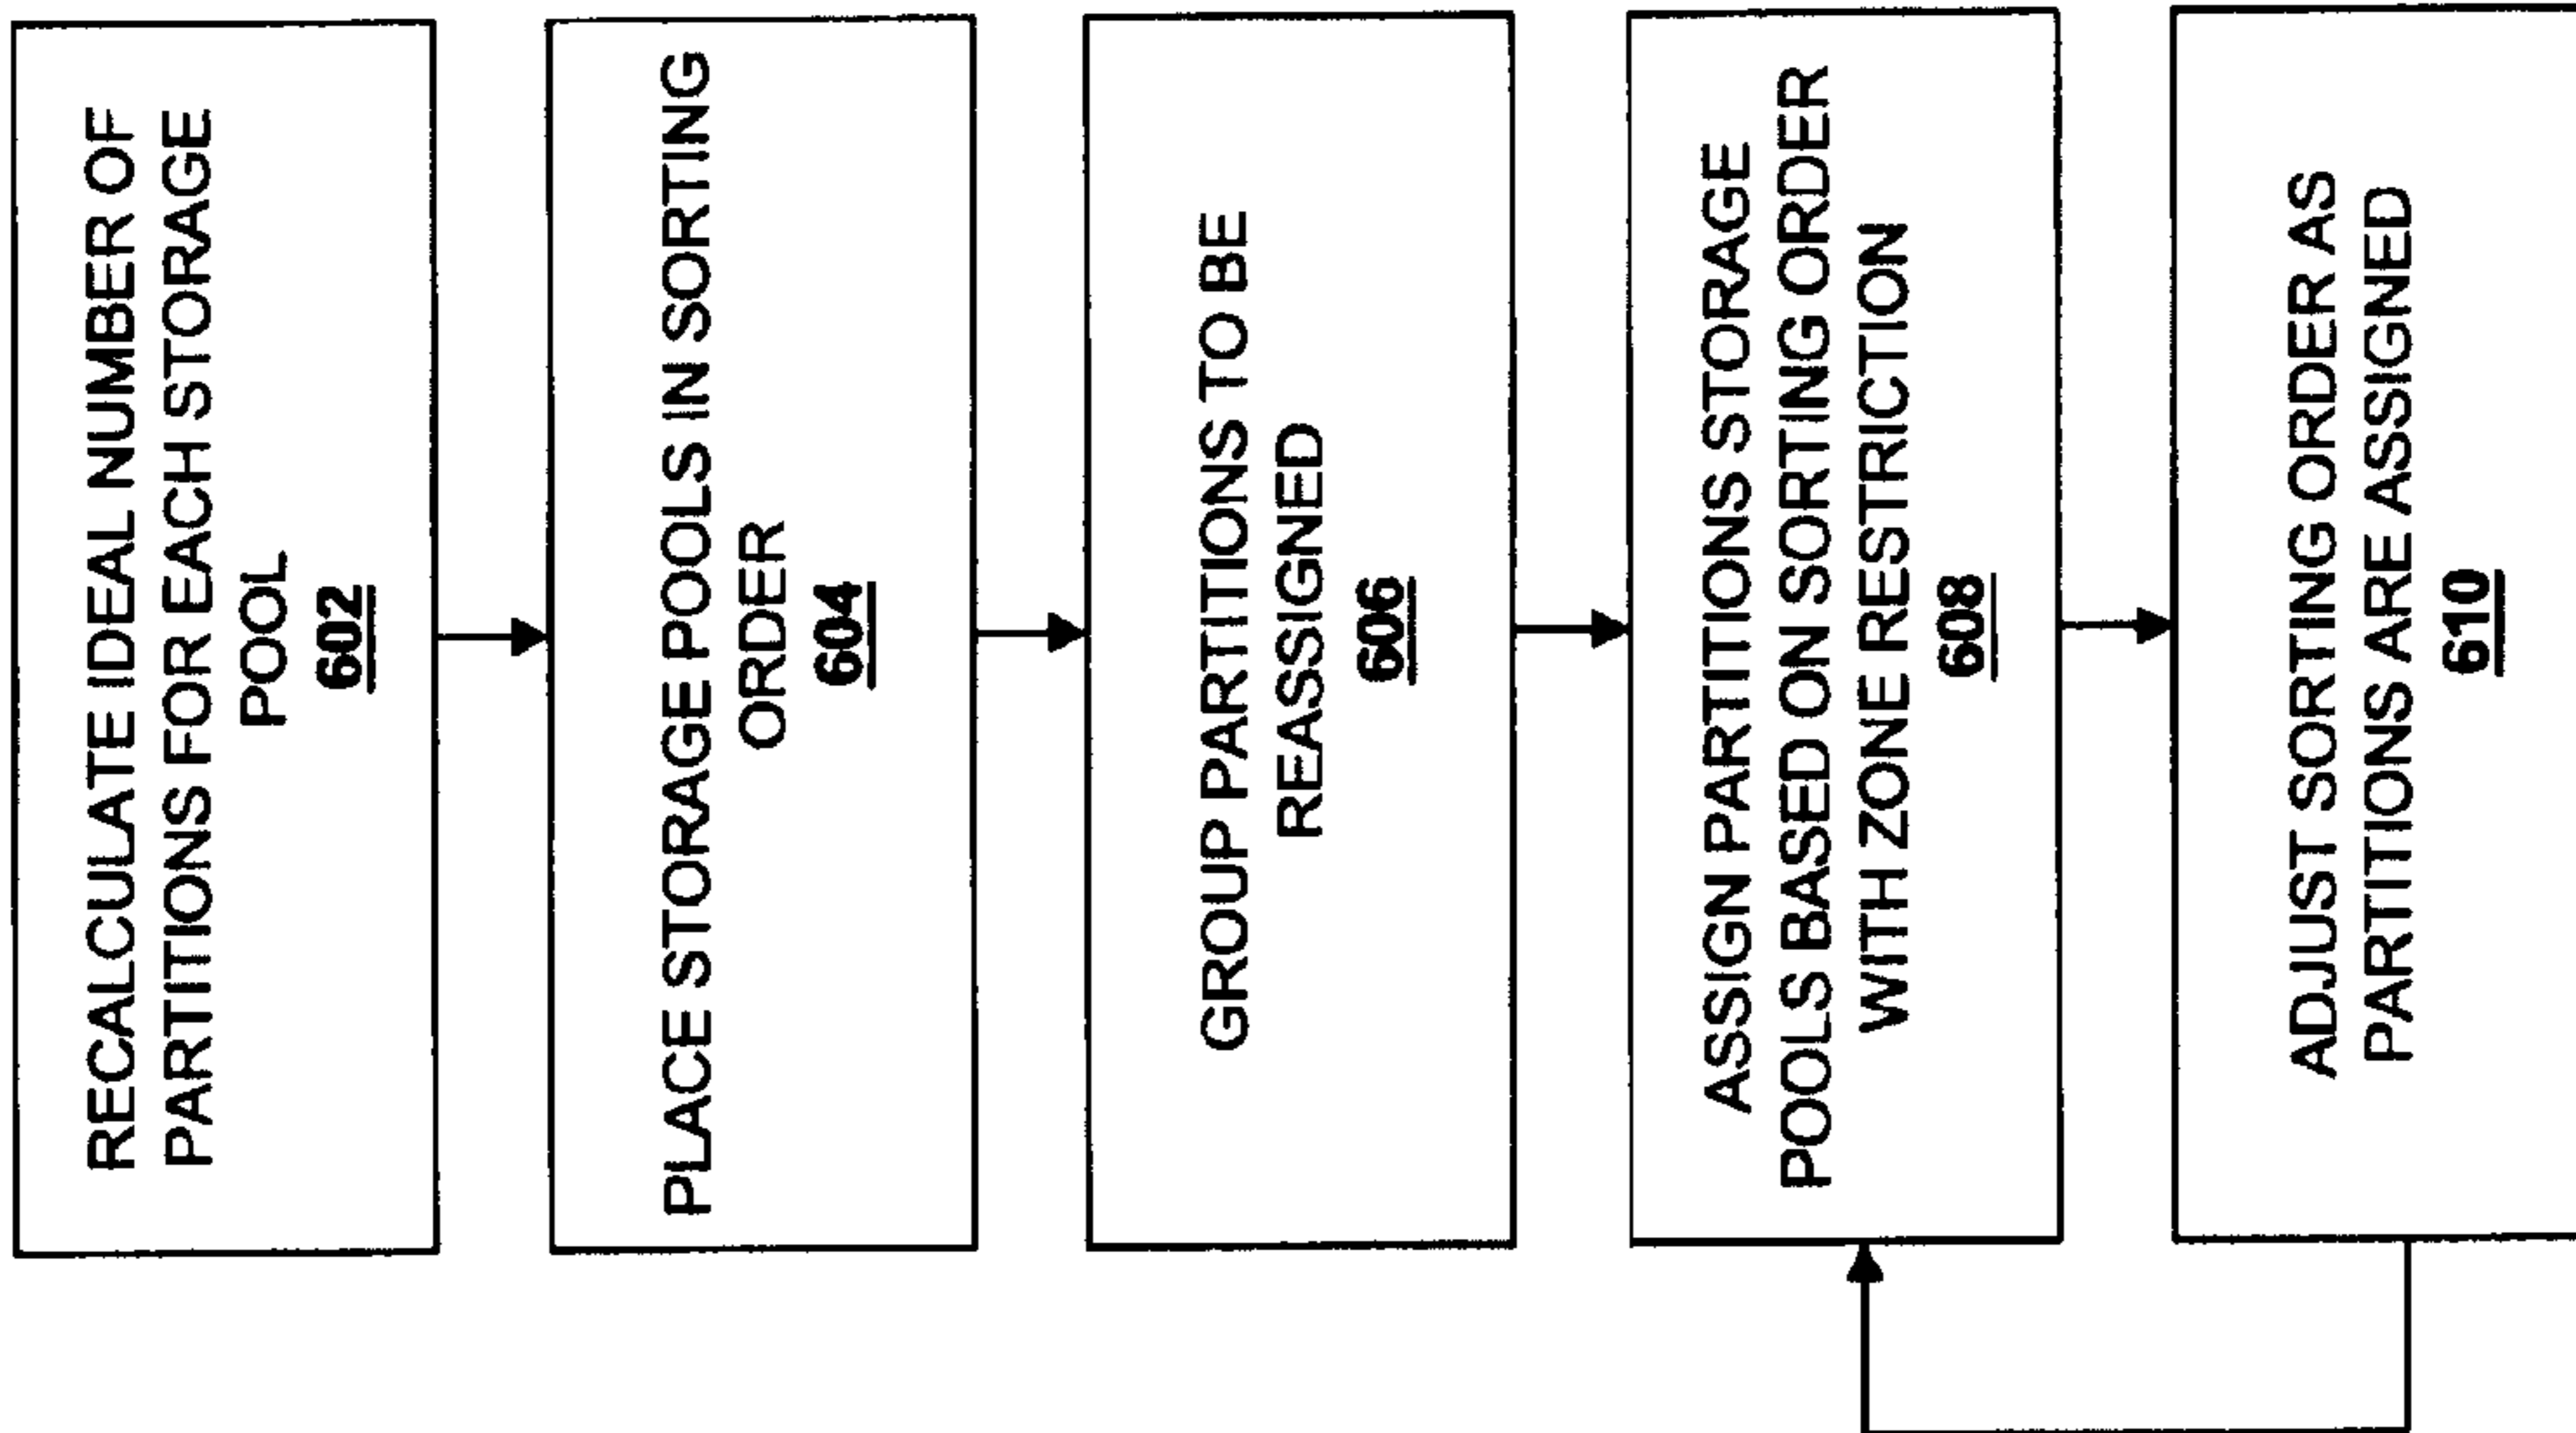 RECALCULATE IDEAL NUMBER OF
PARTITIONS FOR EACH STORAGE
POOL
602
PLACE STORAGE POOLS IN SORTING
ORDER
604
GROUP PARTITIONS TO BE
REASSIGNED
606
ASSIGN PARTITIONS STORAGE
POOLS BASED ON SORTING ORDER
WITH ZONE RESTRICTION
608
ADJUST SORTING ORDER AS
PARTITIONS ARE ASSIGNED
610